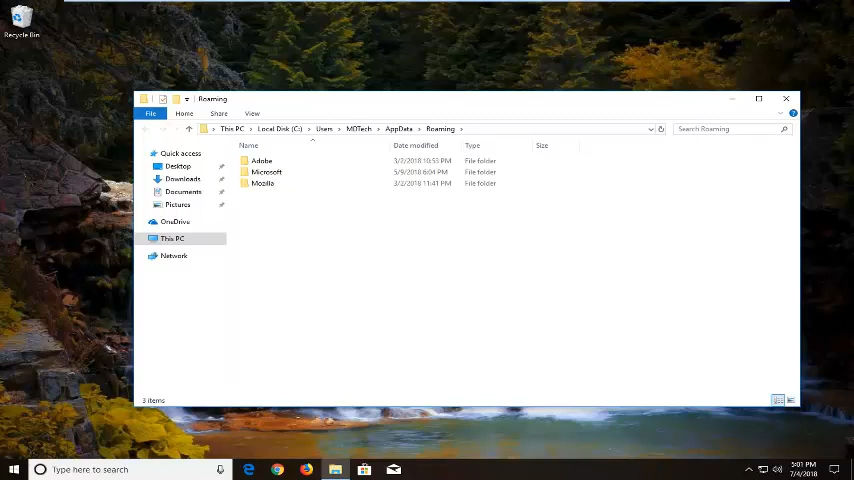 Recycle Bin
Roaming
File Home Share View
This PC Local Disk (C:) Users MDTech AppData Roaming
Search Roaming
Name Date modified Type Size
Quick access
Desktop
Downloads
Documents
Pictures
OneDrive
This PC
Network
Adobe 3/2/2018 10:53 PM File folder
Microsoft 5/9/2018 6:04 PM File folder
Mozilla 3/2/2018 11:41 PM File folder
3 items
Type here to search
5:01 PM
7/4/2018